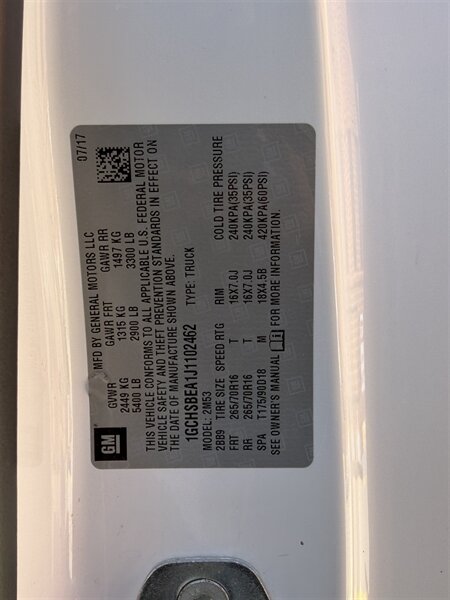 GM
MFD BY GENERAL MOTORS LLC 07/17
GVWR GAWR FRT GAWR RR
2449 KG 1315 KG 1497 KG
5400 LB 2900 LB 3300 LB
THIS VEHICLE CONFORMS TO ALL APPLICABLE U.S. FEDERAL MOTOR
VEHICLE SAFETY AND THEFT PREVENTION STANDARDS IN EFFECT ON
THE DATE OF MANUFACTURE SHOWN ABOVE.
1GCHSBEA1J1102462 TYPE: TRUCK
MODEL: 2M53
2BB9 TIRE SIZE SPEED RTG RIM COLD TIRE PRESSURE
FRT 265/70R16 T 16X7.0J 240KPA(35PSI)
RR 265/70R16 T 16X7.0J 240KPA(35PSI)
SPA T175/90D18 M 18X4.5B 420KPA(60PSI)
SEE OWNER'S MANUAL FOR MORE INFORMATION.